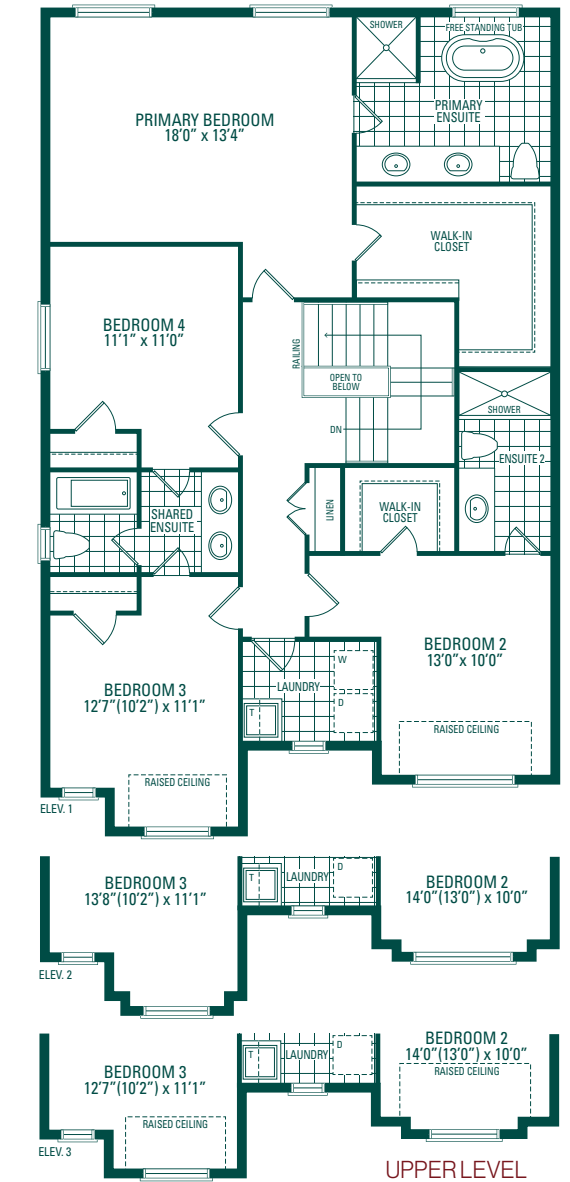 SHOWER
FREE STANDING TUB
PRIMARY BEDROOM
18'0" x 13'4"
PRIMARY
ENSUITE
WALK-IN
CLOSET
BEDROOM 4
11'1" x 11'0"
RAILING
OPEN TO
BELOW
DN
SHOWER
ENSUITE 2
SHARED
ENSUITE
LINEN
WALK-IN
CLOSET
BEDROOM 2
13'0" x 10'0"
W
LAUNDRY
D
T
BEDROOM 3
12'7"(10'2") x 11'1"
RAISED CEILING
RAISED CEILING
ELEV. 1
BEDROOM 3
13'8"(10'2") x 11'1"
T
LAUNDRY
D
BEDROOM 2
14'0"(13'0") x 10'0"
ELEV. 2
BEDROOM 3
12'7"(10'2") x 11'1"
T
LAUNDRY
D
BEDROOM 2
14'0"(13'0") x 10'0"
RAISED CEILING
RAISED CEILING
ELEV. 3
UPPER LEVEL